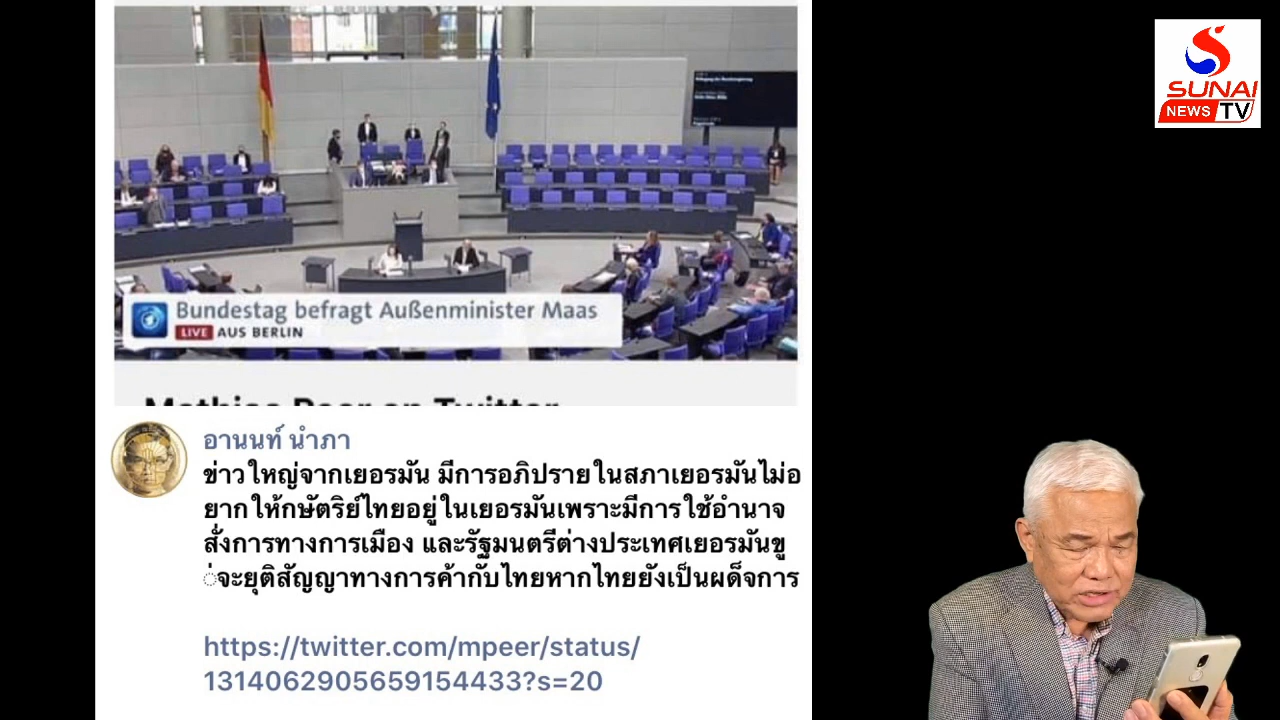 SUNAI
NEWS TV
Bundestag befragt Außenminister Maas
LIVE AUS BERLIN
Mathias Peer on Twitter
อานนท์ นำภา
ข่าวใหญ่จากเยอรมัน มีการอภิปรายในสภาเยอรมันไม่อ
ยากให้กษัตริย์ไทยอยู่ในเยอรมันเพราะมีการใช้อำนาจ
สั่งการทางการเมือง และรัฐมนตรีต่างประเทศเยอรมันขู
่จะยุติสัญญาทางการค้ากับไทยหากไทยยังเป็นผด็จการ
https://twitter.com/mpeer/status/
1314062905659154433?s=20